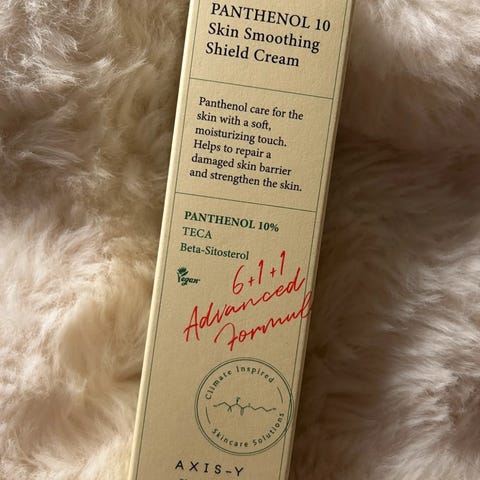 PANTHENOL 10
Skin Smoothing
Shield Cream
Panthenol care for the
skin with a soft,
moisturizing touch.
Helps to repair a
damaged skin barrier
and strengthen the skin.
PANTHENOL 10%
TECA
Beta-Sitosterol
Vegan
6+1+1
Advanced
Formul
Climate Inspired
Skincare Solutions
AXIS-Y